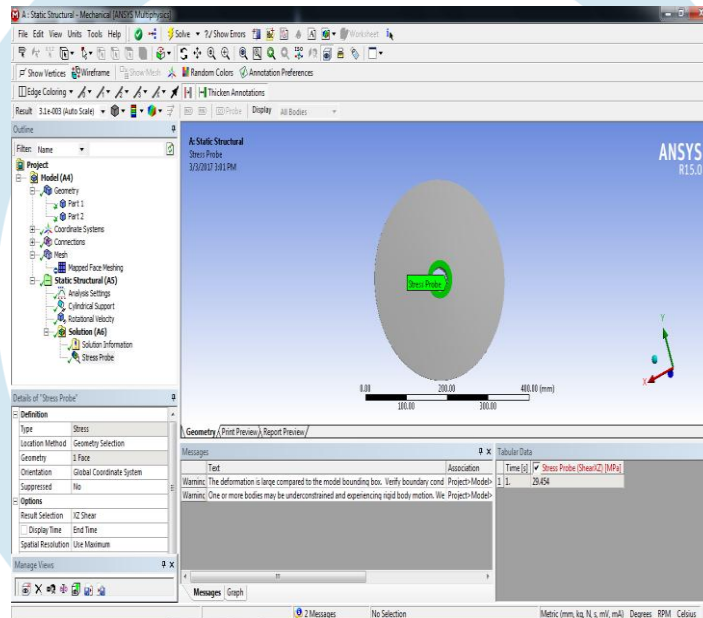 A : Static Structural - Mechanical [ANSYS Multiphysics]
File Edit View Units Tools Help Solve ?/Show Errors Worksheet
Show Vertices Wireframe Show Mesh Random Colors Annotation Preferences
Edge Coloring Thicken Annotations
Result 3.1e-003 (Auto Scale) Probe Display All Bodies
Outline
Filter: Name
Project
Model (A4)
Geometry
Part 1
Part 2
Coordinate Systems
Connections
Mesh
Mapped Face Meshing
Static Structural (A5)
Analysis Settings
Cylindrical Support
Rotational Velocity
Solution (A6)
Solution Information
Stress Probe
A: Static Structural
Stress Probe
3/3/2017 3:01 PM
ANSYS
R15.0
Stress Probe
Y
X
0.00 200.00 400.00 (mm)
100.00 300.00
Geometry Print Preview Report Preview
Details of "Stress Probe"
Definition
Type Stress
Location Method Geometry Selection
Geometry 1 Face
Orientation Global Coordinate System
Suppressed No
Options
Result Selection XZ Shear
Display Time End Time
Spatial Resolution Use Maximum
Manage Views
Messages
Text Association
Warning The deformation is large compared to the model bounding box. Verify boundary cond Project>Model>
Warning One or more bodies may be underconstrained and experiencing rigid body motion. We Project>Model>
Messages Graph
Tabular Data
Time [s] Stress Probe (ShearXZ) [MPa]
1 1. 29.454
2 Messages No Selection Metric (mm, kg, N, s, mV, mA) Degrees RPM Celsius